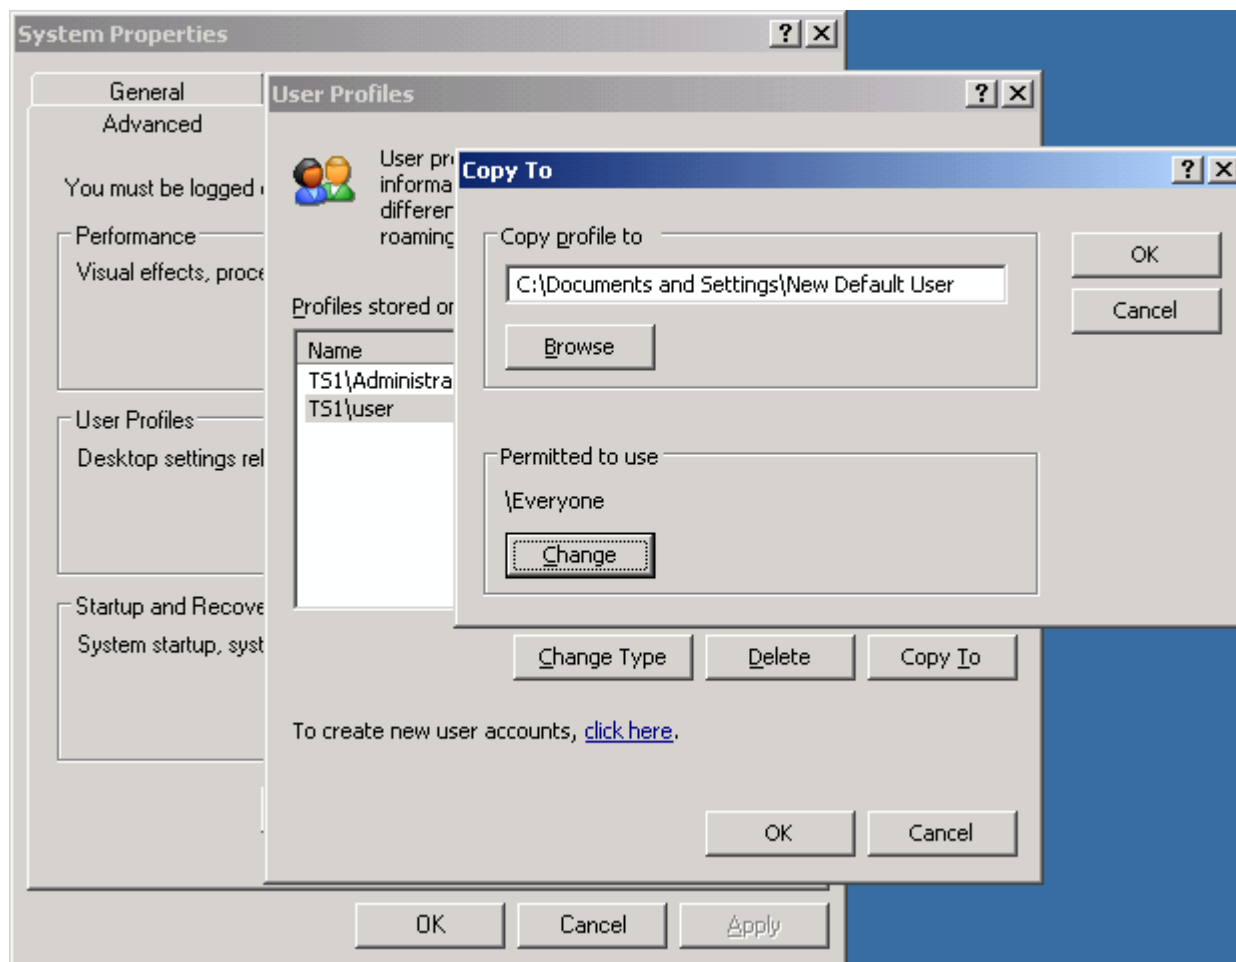 System Properties
General
Advanced
You must be logged
Performance
Visual effects, proce
User Profiles
Desktop settings rel
Startup and Recove
System startup, syst
OK
Cancel
Apply
User Profiles
User pr
informa
differen
roaming
Profiles stored or
Name
TS1\Administra
TS1\user
Change Type
Delete
Copy To
To create new user accounts, click here.
OK
Cancel
Copy To
Copy profile to
C:\Documents and Settings\New Default User
Browse
OK
Cancel
Permitted to use
\Everyone
Change